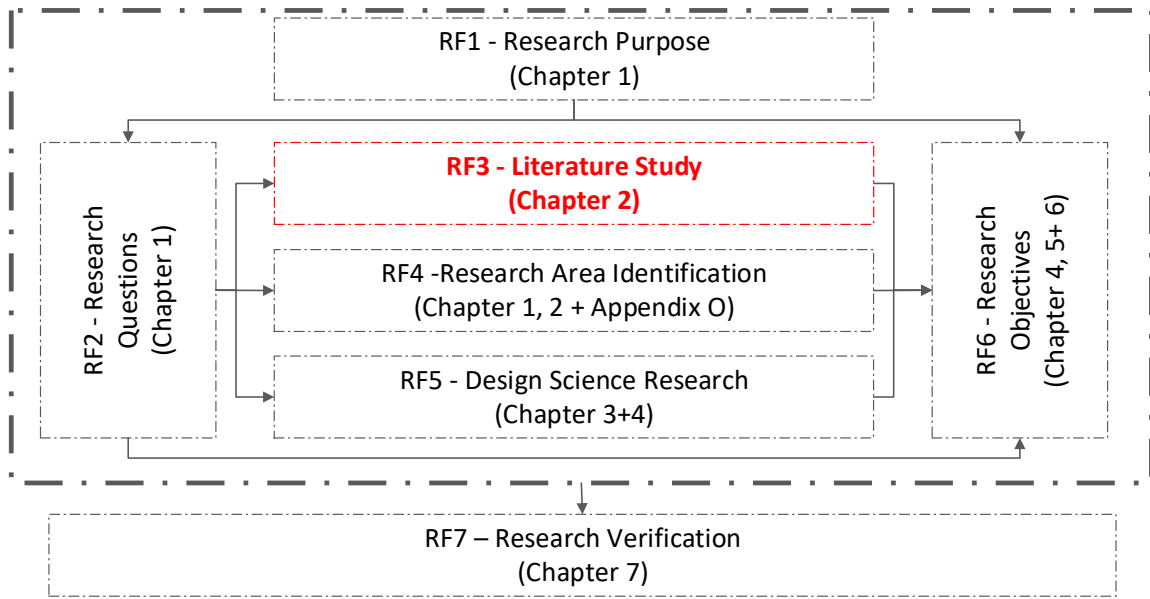 RF1 - Research Purpose
(Chapter 1)
RF2 - Research
Questions
(Chapter 1)
RF3 - Literature Study
(Chapter 2)
RF4 -Research Area Identification
(Chapter 1, 2 + Appendix O)
RF5 - Design Science Research
(Chapter 3+4)
RF6 - Research
Objectives
(Chapter 4, 5+ 6)
RF7 – Research Verification
(Chapter 7)